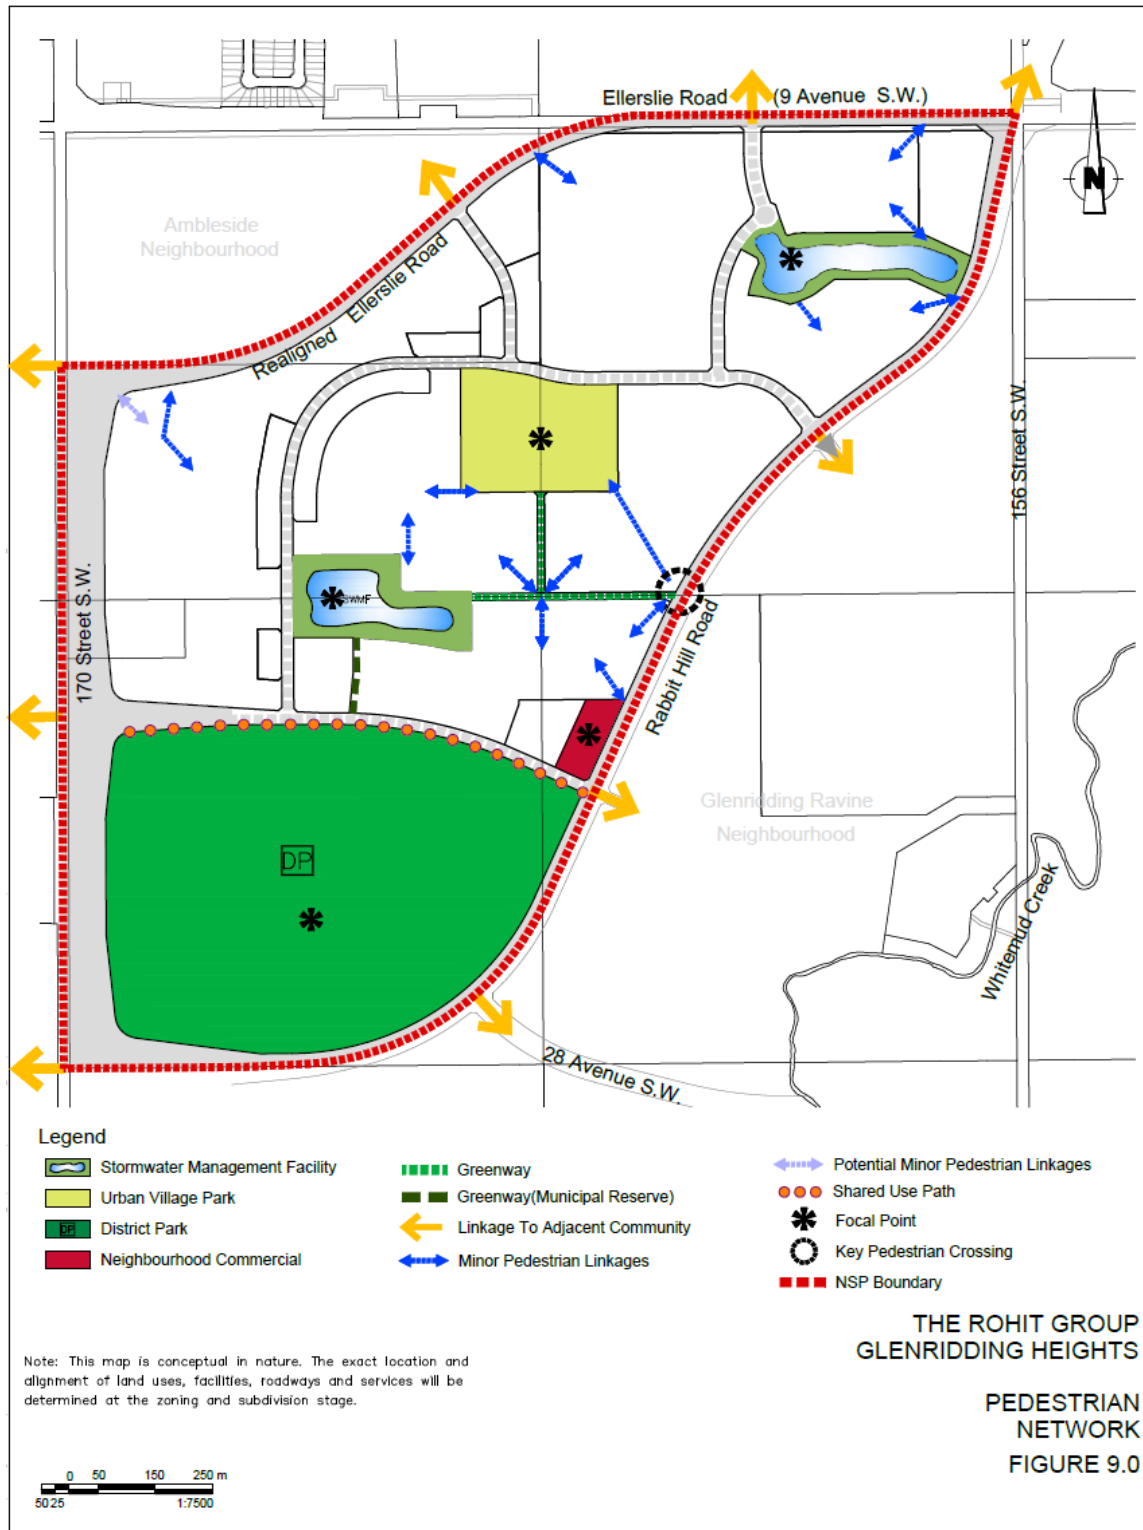 Ellerslie Road (9 Avenue S.W.)
N
Ambleside
Neighbourhood
Realigned Ellerslie Road
156 Street S.W.
170 Street S.W.
SWMF
Rabbit Hill Road
Glenridding Ravine
Neighbourhood
DP
Whitemud Creek
28 Avenue S.W.
Legend
Stormwater Management Facility
Urban Village Park
DP
District Park
Neighbourhood Commercial
Greenway
Greenway(Municipal Reserve)
Linkage To Adjacent Community
Minor Pedestrian Linkages
Potential Minor Pedestrian Linkages
Shared Use Path
Focal Point
Key Pedestrian Crossing
NSP Boundary
THE ROHIT GROUP
GLENRIDDING HEIGHTS
PEDESTRIAN
NETWORK
FIGURE 9.0
Note: This map is conceptual in nature. The exact location and
alignment of land uses, facilities, roadways and services will be
determined at the zoning and subdivision stage.
0 50 150 250 m
5025 1:7500